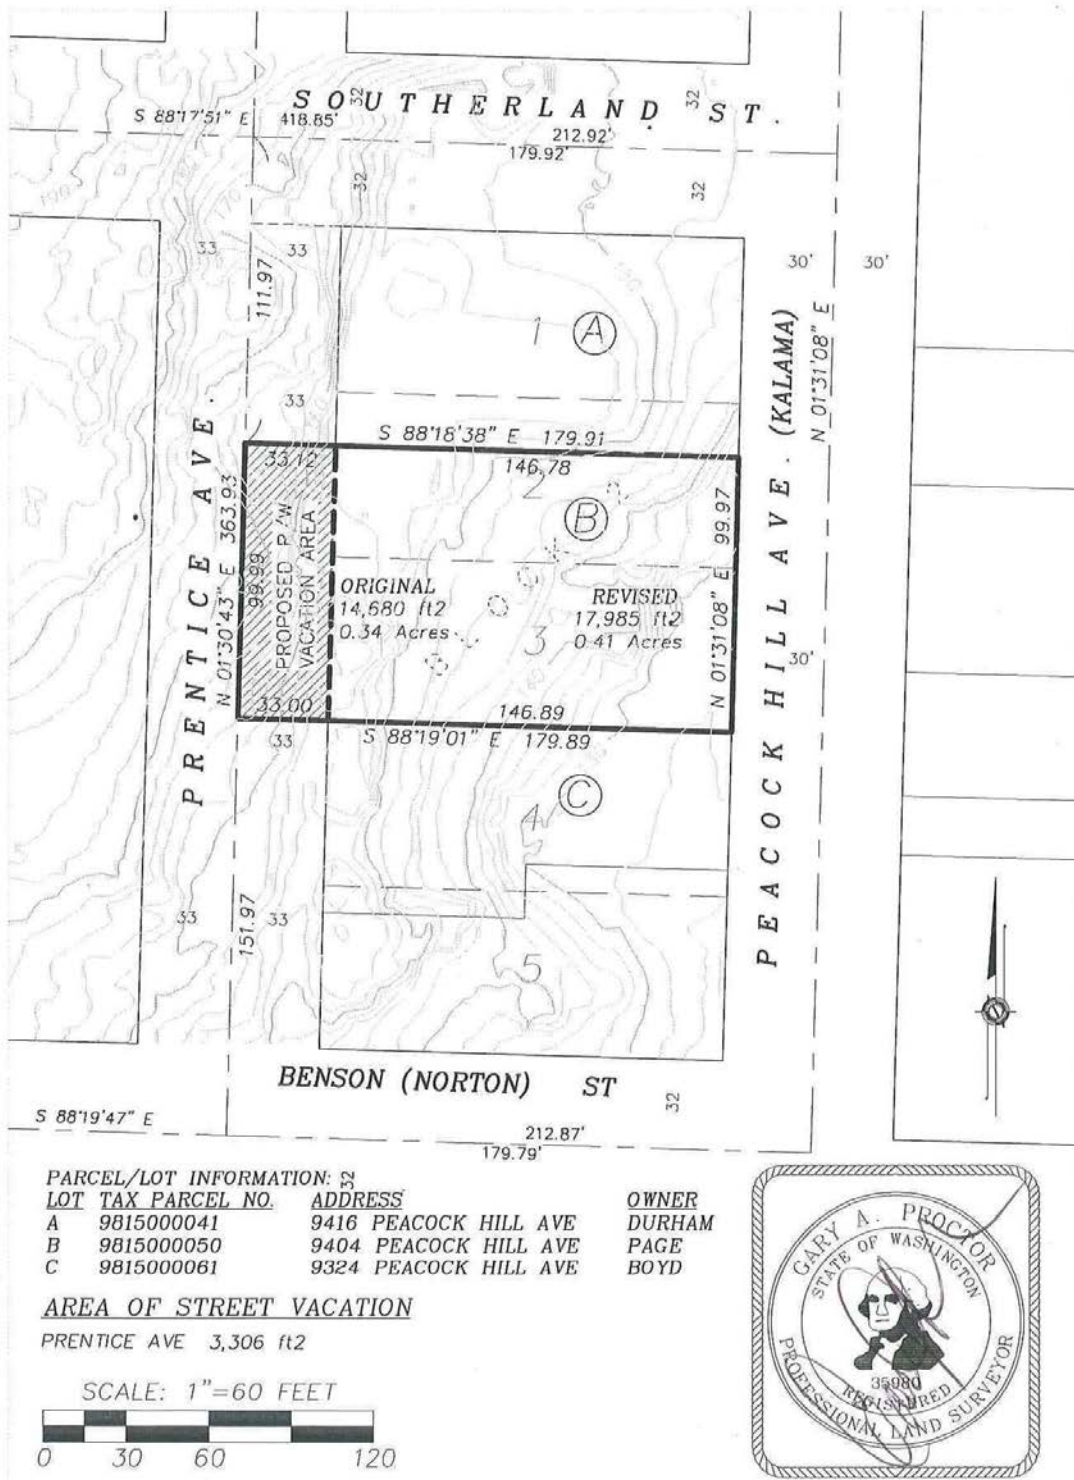 SOUTHERLAND ST.
32
32
S 88°17'51" E
418.85'
212.92'
179.92'
32
32
190
170
180
33
33
30'
30'
111.97
1
A
N 01°31'08" E
33
PRENTICE AVE.
PEACOCK HILL AVE. (KALAMA)
S 88°18'38" E 179.91
33.12
146.78
2
B
N 01°30'43" E 363.93
99.99
PROPOSED R/W
VACATION AREA
N 01°31'08" E 99.97
ORIGINAL
14,680 ft2
0.34 Acres
REVISED
17,985 ft2
0.41 Acres
3
30'
33.00
146.89
33
S 88°19'01" E 179.89
C
4
33
33
151.97
5
BENSON (NORTON) ST
32
S 88°19'47" E
212.87'
179.79'
32
PARCEL/LOT INFORMATION:
LOT TAX PARCEL NO. ADDRESS OWNER
A 9815000041 9416 PEACOCK HILL AVE DURHAM
B 9815000050 9404 PEACOCK HILL AVE PAGE
C 9815000061 9324 PEACOCK HILL AVE BOYD
AREA OF STREET VACATION
PRENTICE AVE 3,306 ft2
SCALE: 1"=60 FEET
0 30 60 120
GARY A. PROCTOR
STATE OF WASHINGTON
35980
REGISTERED
PROFESSIONAL LAND SURVEYOR